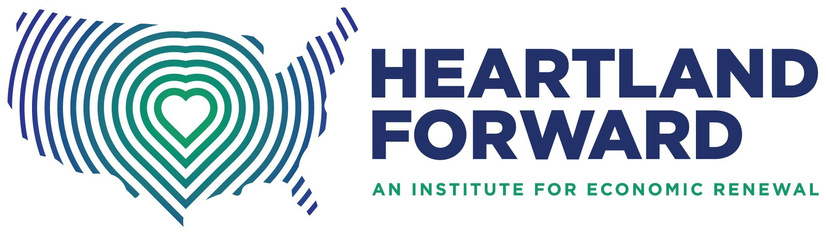 HEARTLAND
FORWARD
AN INSTITUTE FOR ECONOMIC RENEWAL